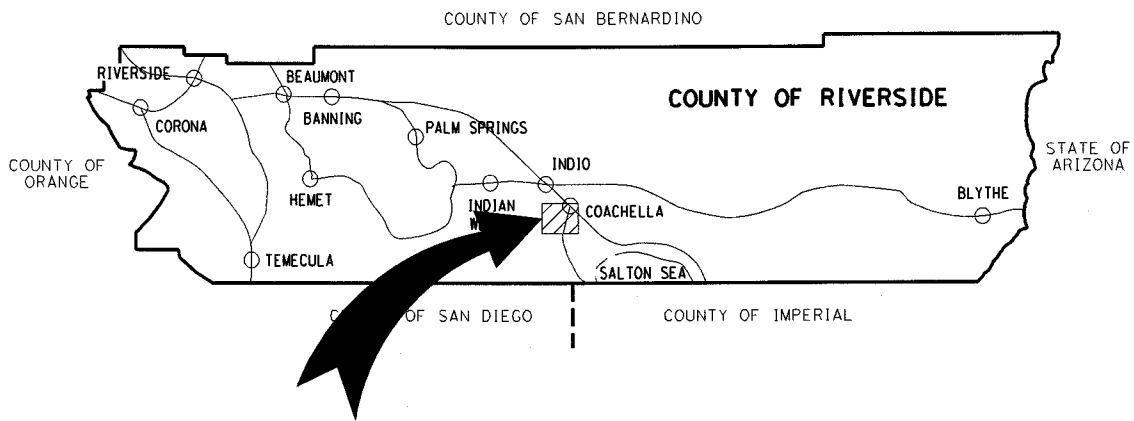 COUNTY OF SAN BERNARDINO
RIVERSIDE
BEAUMONT
COUNTY OF RIVERSIDE
CORONA
BANNING
PALM SPRINGS
COUNTY OF
ORANGE
STATE OF
ARIZONA
INDIO
HEMET
INDIAN
BLYTHE
COACHELLA
TEMECULA
SALTON SEA
OF SAN DIEGO
COUNTY OF IMPERIAL